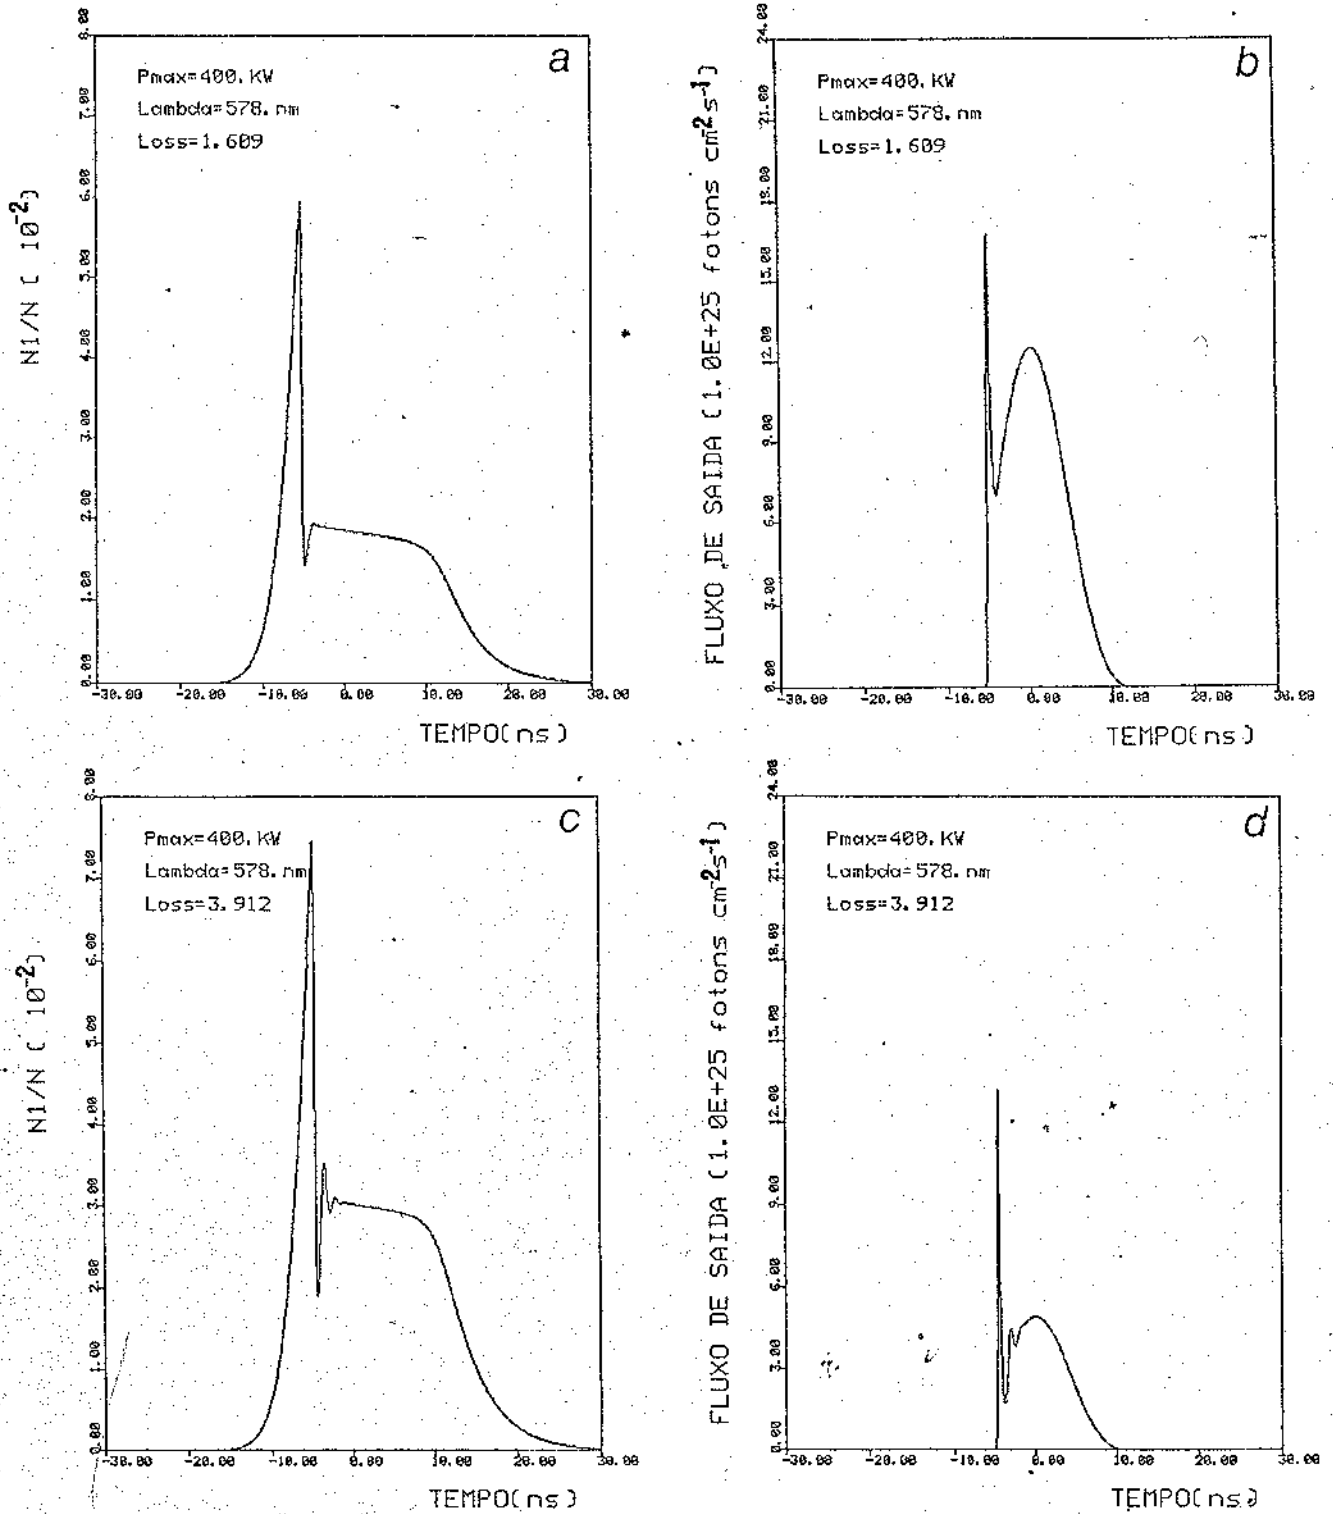 a
Pmax=400.KW
Lambda=578.nm
Loss=1.609
N1/N ( 10-2)
8.00
7.00
6.00
5.00
4.00
3.00
2.00
1.00
0.00
-30.00 -20.00 -10.00 0.00 10.00 20.00 30.00
TEMPO(ns)
b
Pmax=400.KW
Lambda=578.nm
Loss=1.609
FLUXO DE SAIDA (1.0E+25 fotons cm-2s-1)
24.00
21.00
18.00
15.00
12.00
9.00
6.00
3.00
0.00
-30.00 -20.00 -10.00 0.00 10.00 20.00 30.00
TEMPO(ns)
c
Pmax=400.KW
Lambda=578.nm
Loss=3.912
N1/N ( 10-2)
8.00
7.00
6.00
5.00
4.00
3.00
2.00
1.00
0.00
-30.00 -20.00 -10.00 0.00 10.00 20.00 30.00
TEMPO(ns)
d
Pmax=400.KW
Lambda=578.nm
Loss=3.912
FLUXO DE SAIDA (1.0E+25 fotons cm-2s-1)
24.00
21.00
18.00
15.00
12.00
9.00
6.00
3.00
0.00
-30.00 -20.00 -10.00 0.00 10.00 20.00 30.00
TEMPO(ns)